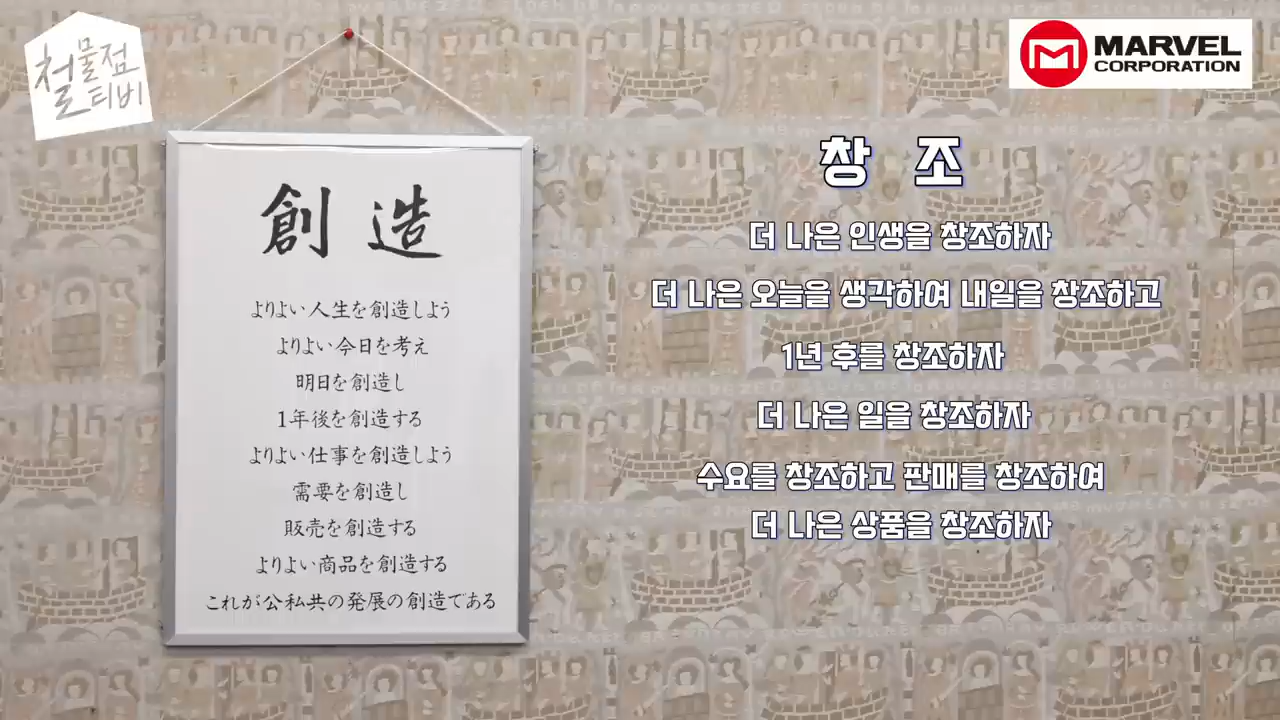 철물점
티비
MARVEL
CORPORATION
創造
よりよい人生を創造しよう
よりよい今日を考え
明日を創造し
1年後を創造する
よりよい仕事を創造しよう
需要を創造し
販売を創造する
よりよい商品を創造する
これが公私共の発展の創造である
창 조
더 나은 인생을 창조하자
더 나은 오늘을 생각하여 내일을 창조하고
1년 후를 창조하자
더 나은 일을 창조하자
수요를 창조하고 판매를 창조하여
더 나은 상품을 창조하자